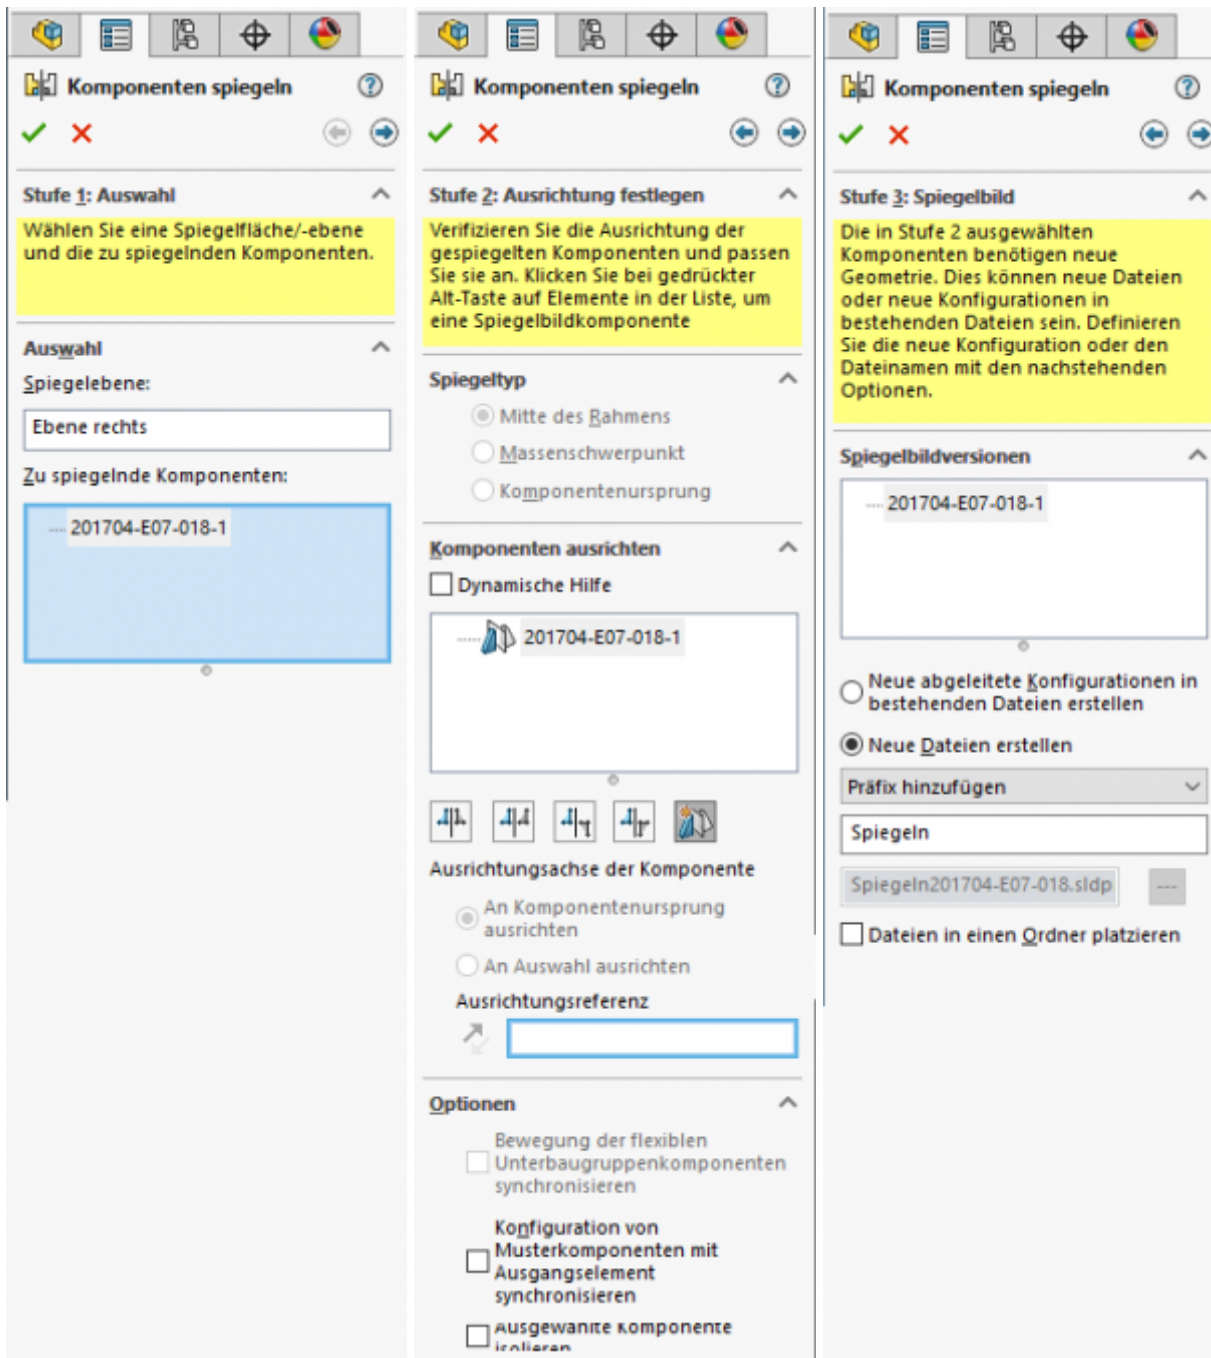 Komponenten spiegeln
Stufe 1: Auswahl
Wählen Sie eine Spiegelfläche/-ebene
und die zu spiegelnden Komponenten.
Auswahl
Spiegelebene:
Ebene rechts
Zu spiegelnde Komponenten:
201704-E07-018-1
Komponenten spiegeln
Stufe 2: Ausrichtung festlegen
Verifizieren Sie die Ausrichtung der
gespiegelten Komponenten und passen
Sie sie an. Klicken Sie bei gedrückter
Alt-Taste auf Elemente in der Liste, um
eine Spiegelbildkomponente
Spiegeltyp
Mitte des Rahmens
Massenschwerpunkt
Komponentenursprung
Komponenten ausrichten
Dynamische Hilfe
201704-E07-018-1
Ausrichtungsachse der Komponente
An Komponentenursprung
ausrichten
An Auswahl ausrichten
Ausrichtungsreferenz
Optionen
Bewegung der flexiblen
Unterbaugruppenkomponenten
synchronisieren
Konfiguration von
Musterkomponenten mit
Ausgangselement
synchronisieren
Ausgewählte Komponente
isolieren
Komponenten spiegeln
Stufe 3: Spiegelbild
Die in Stufe 2 ausgewählten
Komponenten benötigen neue
Geometrie. Dies können neue Dateien
oder neue Konfigurationen in
bestehenden Dateien sein. Definieren
Sie die neue Konfiguration oder den
Dateinamen mit den nachstehenden
Optionen.
Spiegelbildversionen
201704-E07-018-1
Neue abgeleitete Konfigurationen in
bestehenden Dateien erstellen
Neue Dateien erstellen
Präfix hinzufügen
Spiegeln
Spiegeln201704-E07-018.sldp
...
Dateien in einen Ordner platzieren